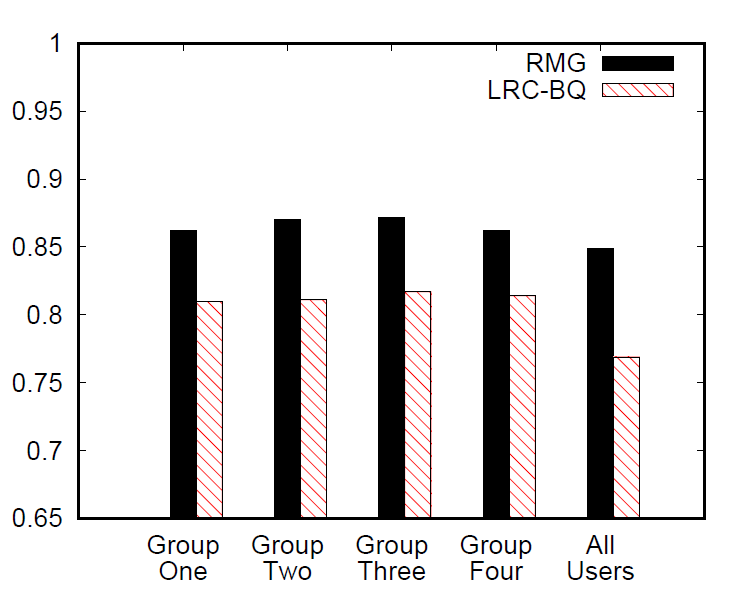 1
0.95
0.9
0.85
0.8
0.75
0.7
0.65
RMG
LRC-BQ
Group One
Group Two
Group Three
Group Four
All Users